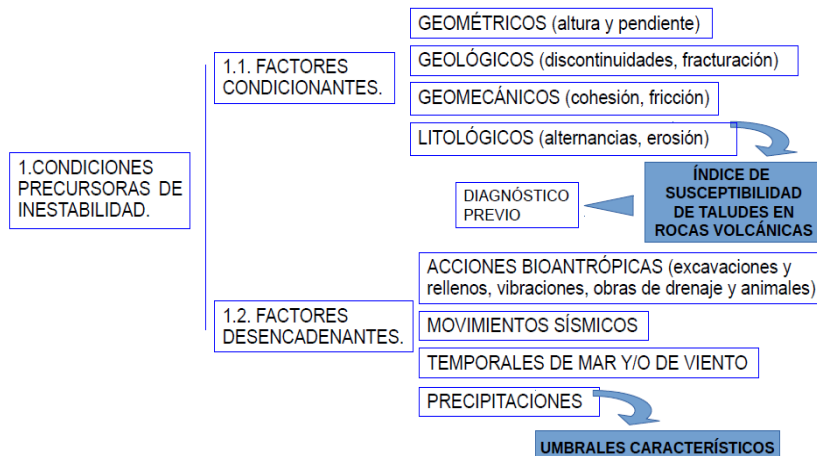 GEOMÉTRICOS (altura y pendiente)
1.1. FACTORES
CONDICIONANTES.
GEOLÓGICOS (discontinuidades, fracturación)
GEOMECÁNICOS (cohesión, fricción)
LITOLÓGICOS (alternancias, erosión)
1.CONDICIONES
PRECURSORAS DE
INESTABILIDAD.
DIAGNÓSTICO
PREVIO
ÍNDICE DE
SUSCEPTIBILIDAD
DE TALUDES EN
ROCAS VOLCÁNICAS
1.2. FACTORES
DESENCADENANTES.
ACCIONES BIOANTRÓPICAS (excavaciones y
rellenos, vibraciones, obras de drenaje y animales)
MOVIMIENTOS SÍSMICOS
TEMPORALES DE MAR Y/O DE VIENTO
PRECIPITACIONES
UMBRALES CARACTERÍSTICOS